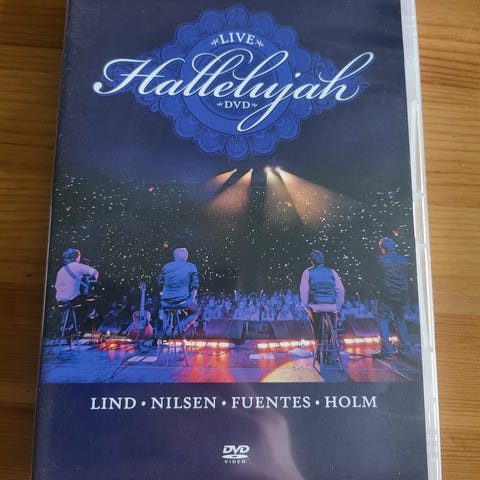 LIVE
Hallelujah
DVD
LIND • NILSEN • FUENTES • HOLM
DVD
VIDEO